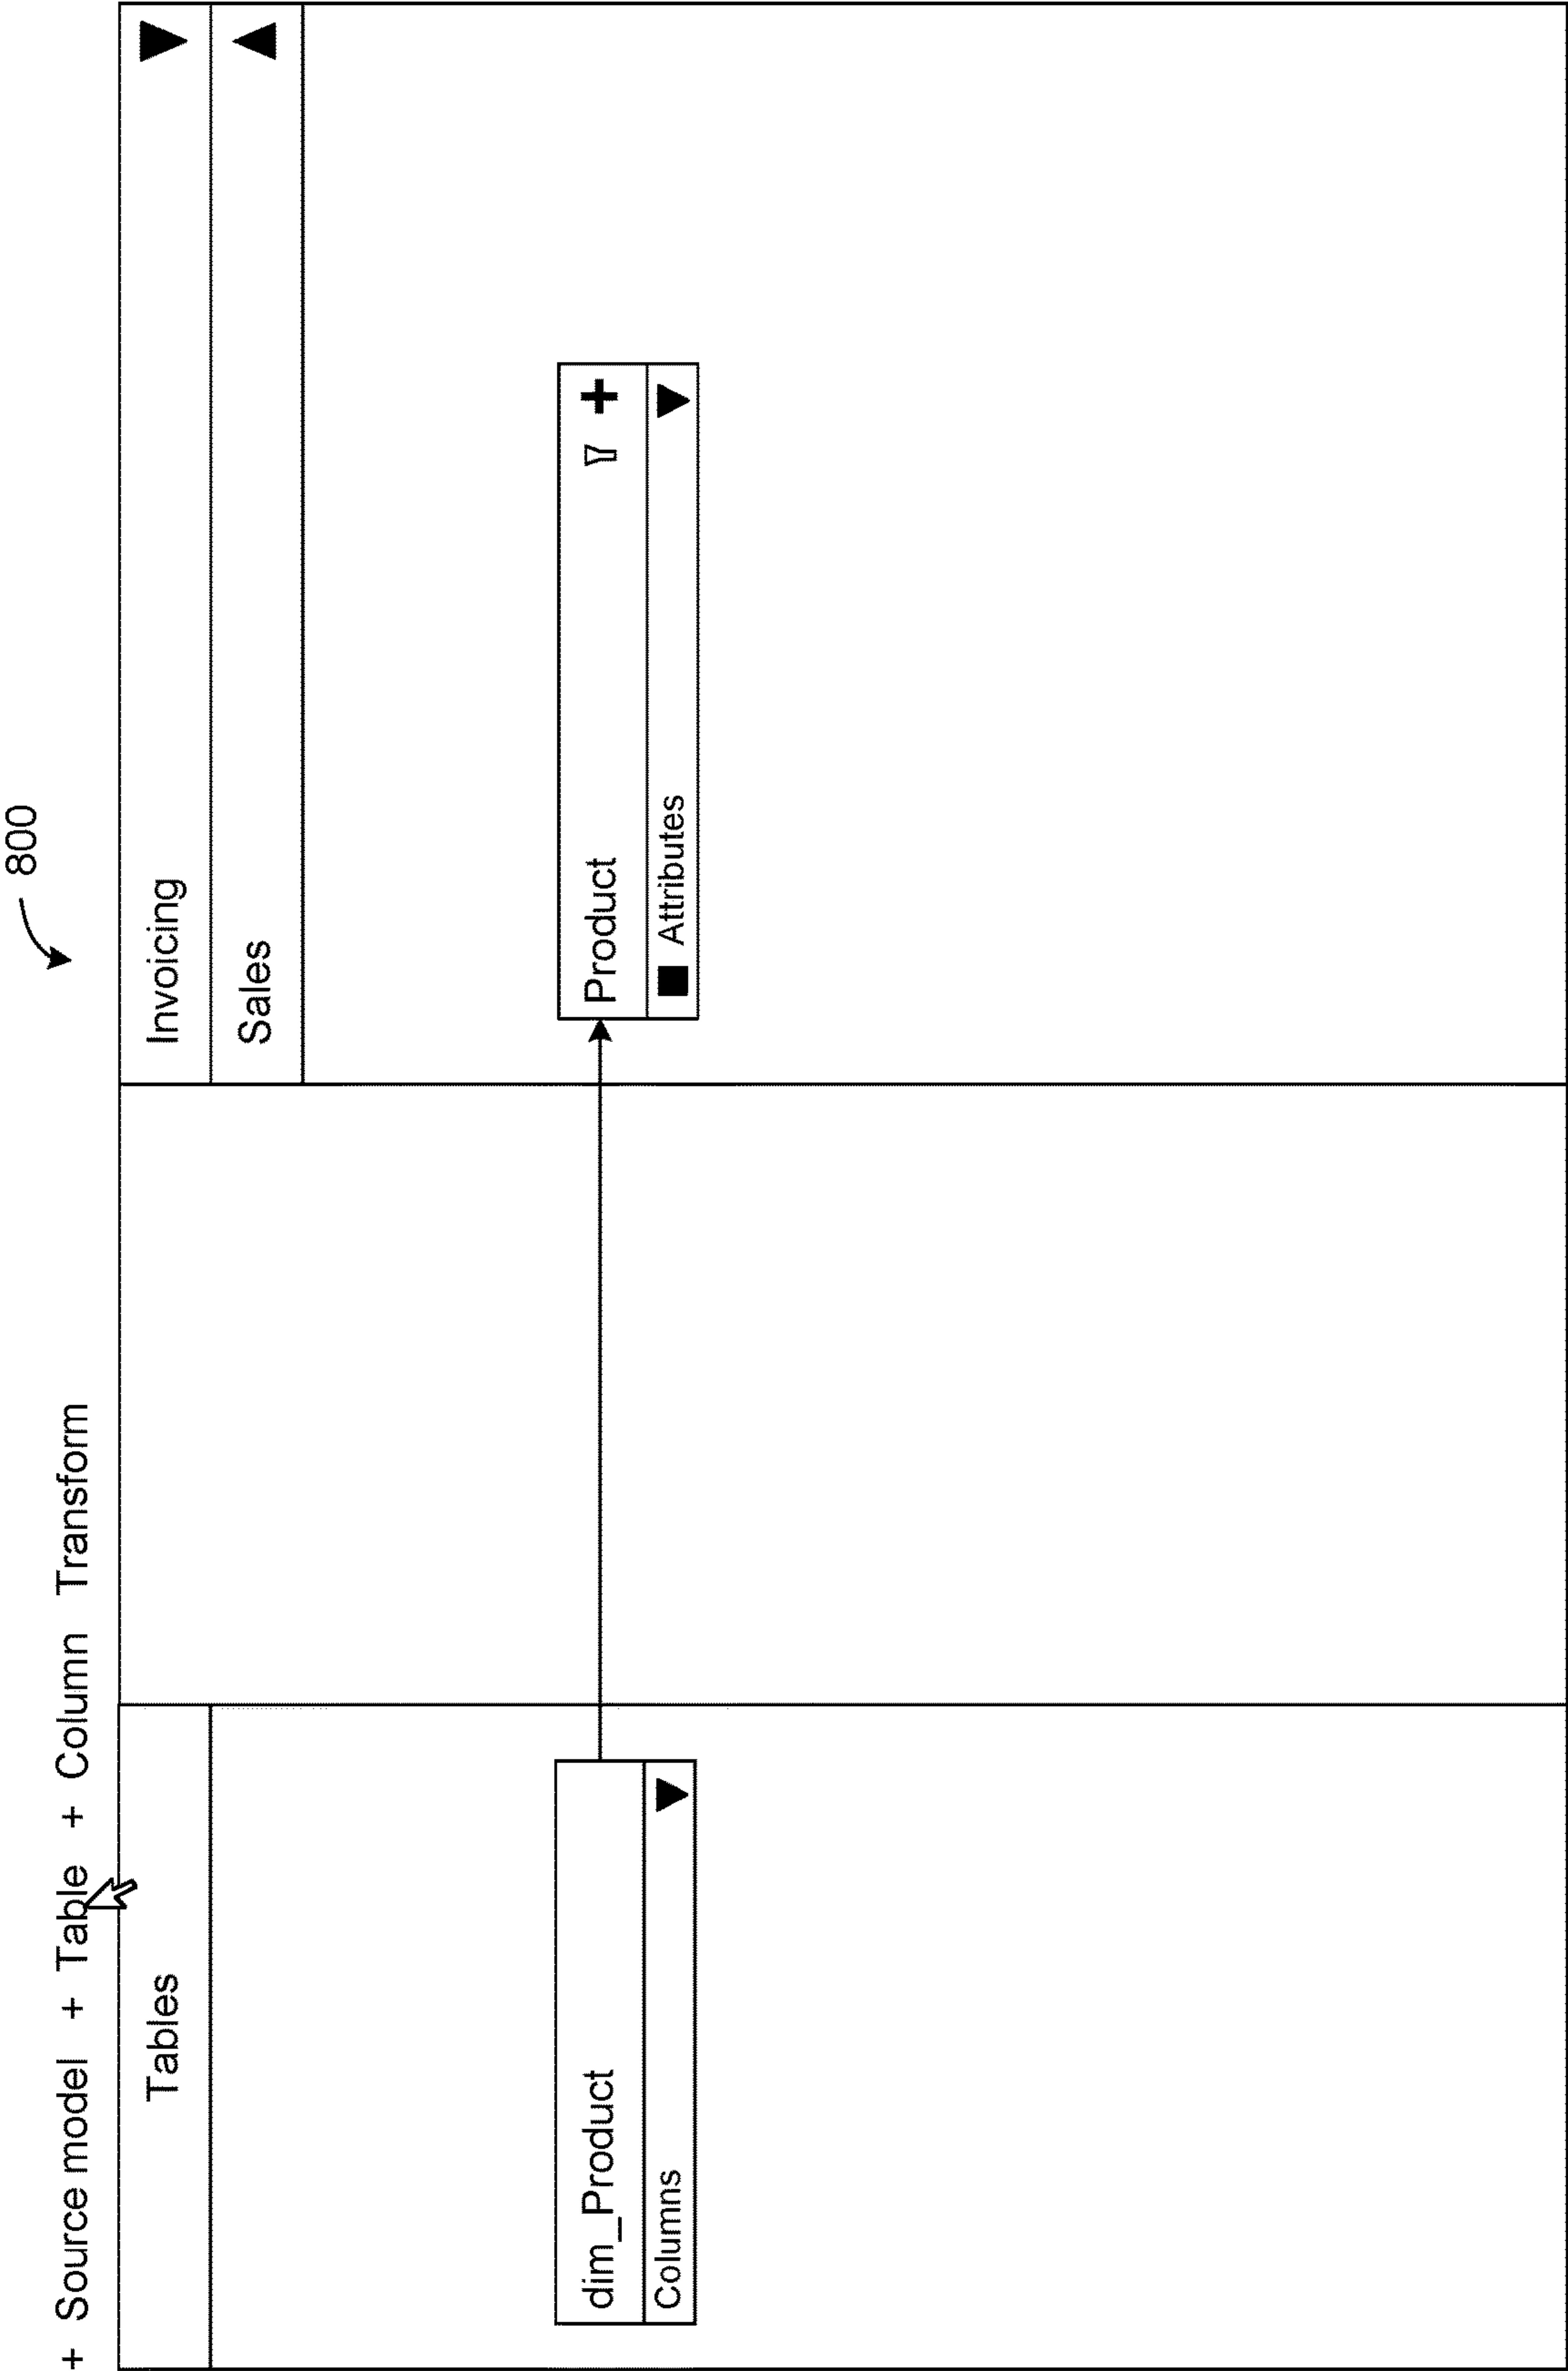 800
+ Source model + Table + Column Transform
Tables
Invoicing
Sales
dim_Product
Columns
Product
Attributes